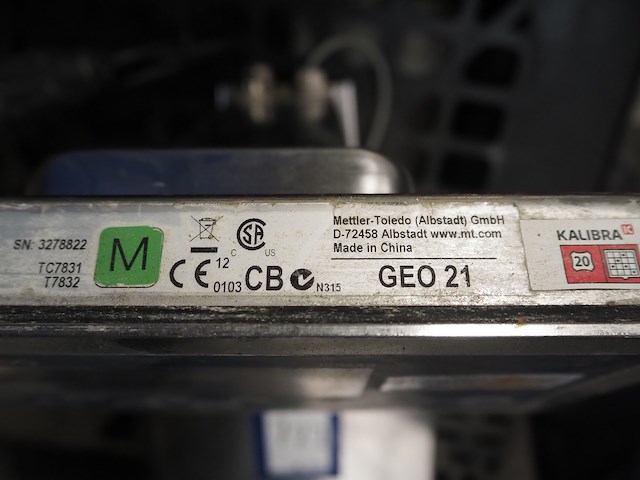 SN: 3278822
TC7831
T7832
M
CSA
C US
CE 12
0103
CB
N315
Mettler-Toledo (Albstadt) GmbH
D-72458 Albstadt www.mt.com
Made in China
GEO 21
KALIBRA
20